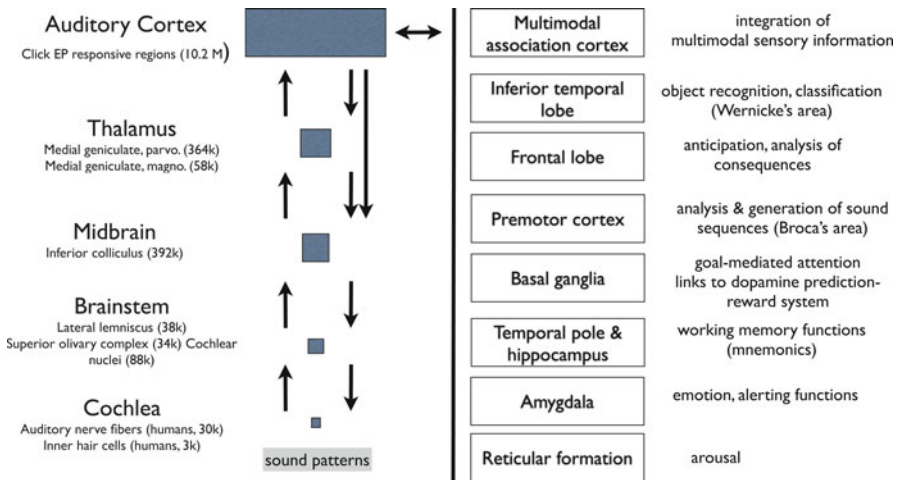 Auditory Cortex
Click EP responsive regions (10.2 M)
Thalamus
Medial geniculate, parvo. (364k)
Medial geniculate, magno. (58k)
Midbrain
Inferior colliculus (392k)
Brainstem
Lateral lemniscus (38k)
Superior olivary complex (34k) Cochlear
nuclei (88k)
Cochlea
Auditory nerve fibers (humans, 30k)
Inner hair cells (humans, 3k)
sound patterns
Multimodal
association cortex
integration of
multimodal sensory information
Inferior temporal
lobe
object recognition, classification
(Wernicke's area)
Frontal lobe
anticipation, analysis of
consequences
Premotor cortex
analysis & generation of sound
sequences (Broca's area)
Basal ganglia
goal-mediated attention
links to dopamine prediction-
reward system
Temporal pole &
hippocampus
working memory functions
(mnemonics)
Amygdala
emotion, alerting functions
Reticular formation
arousal